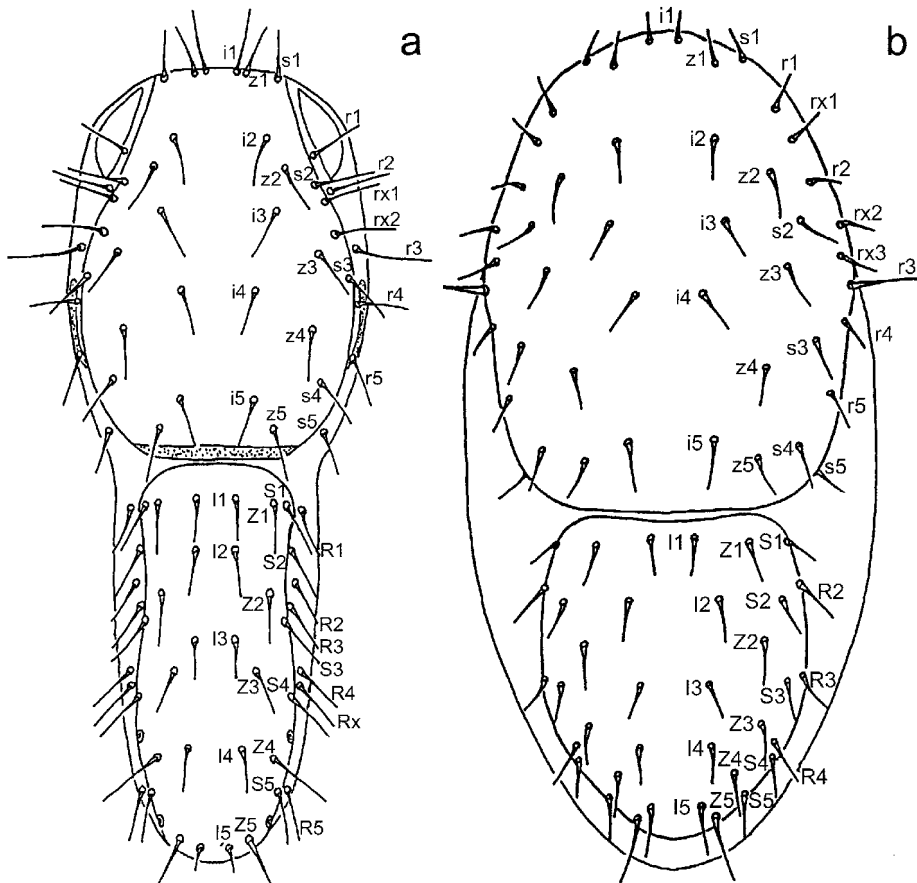 a
i1
z1
s1
r1
i2
r2
z2
s2
rx1
i3
rx2
z3
s3
r3
i4
r4
z4
r5
i5
s4
z5
s5
I1
Z1
S1
R1
I2
S2
Z2
R2
R3
I3
S3
Z3
S4
R4
Rx
I4
Z4
S5
I5
Z5
R5
b
i1
z1
s1
r1
rx1
i2
z2
r2
i3
s2
rx2
z3
rx3
r3
i4
r4
z4
s3
r5
i5
z5
s4
s5
I1
Z1
S1
I2
S2
R2
Z2
I3
S3
R3
Z3
I4
Z4
S4
R4
I5
Z5
S5